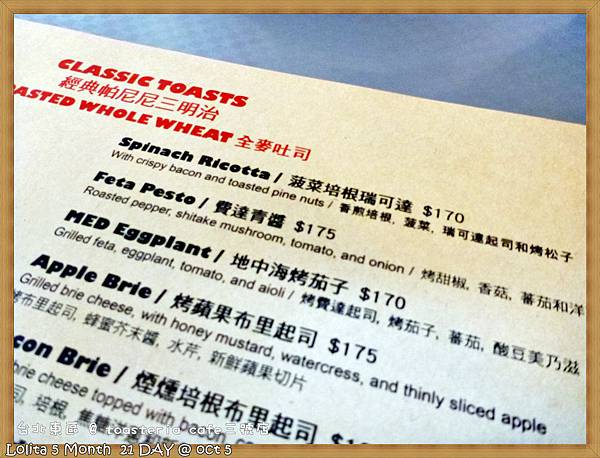 CLASSIC TOASTS
經典帕尼尼三明治
ASTED WHOLE WHEAT 全麥吐司
Spinach Ricotta / 菠菜培根瑞可達 $170
With crispy bacon and toasted pine nuts / 香煎培根, 菠菜, 瑞可達起司和烤松子
Feta Pesto / 費達青醬 $175
Roasted pepper, shitake mushroom, tomato, and onion / 烤甜椒, 香菇, 蕃茄和洋
MED Eggplant / 地中海烤茄子 $170
Grilled feta, eggplant, tomato, and aioli / 烤費達起司, 烤茄子, 蕃茄, 酸豆美乃滋
Apple Brie / 烤蘋果布里起司 $175
Grilled brie cheese, with honey mustard, watercress, and thinly sliced apple
烤布里起司, 蜂蜜芥末醬, 水芹, 新鮮蘋果切片
con Brie / 煙燻培根布里起司
brie cheese topped with
司, 培根,
台北東區 @ toasteria cafe三號店
Lolita 5 Month 21 DAY @ oct 5